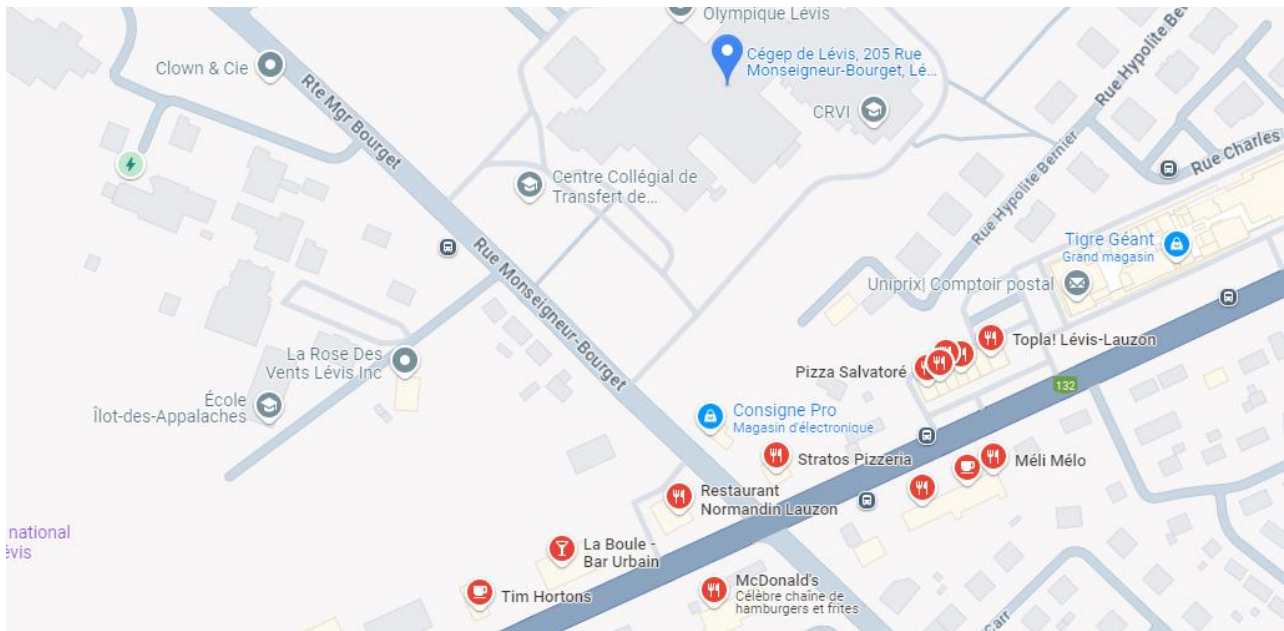 Olympique Lévis
Clown & Cie
Cégep de Lévis, 205 Rue
Monseigneur-Bourget, Lé...
Rue Hypolite Ber
Rte Mgr Bourget
CRVI
Centre Collégial de
Transfert de...
Rue Hypolite Bernier
Rue Charles
Rue Monseigneur-Bourget
Tigre Géant
Grand magasin
Uniprix| Comptoir postal
La Rose Des
Vents Lévis Inc
Topla! Lévis-Lauzon
Pizza Salvatoré
132
École
Îlot-des-Appalaches
Consigne Pro
Magasin d'électronique
Stratos Pizzeria
Méli Mélo
Restaurant
Normandin Lauzon
national
évis
La Boule -
Bar Urbain
Tim Hortons
McDonald's
Célèbre chaîne de
hamburgers et frites
Carr